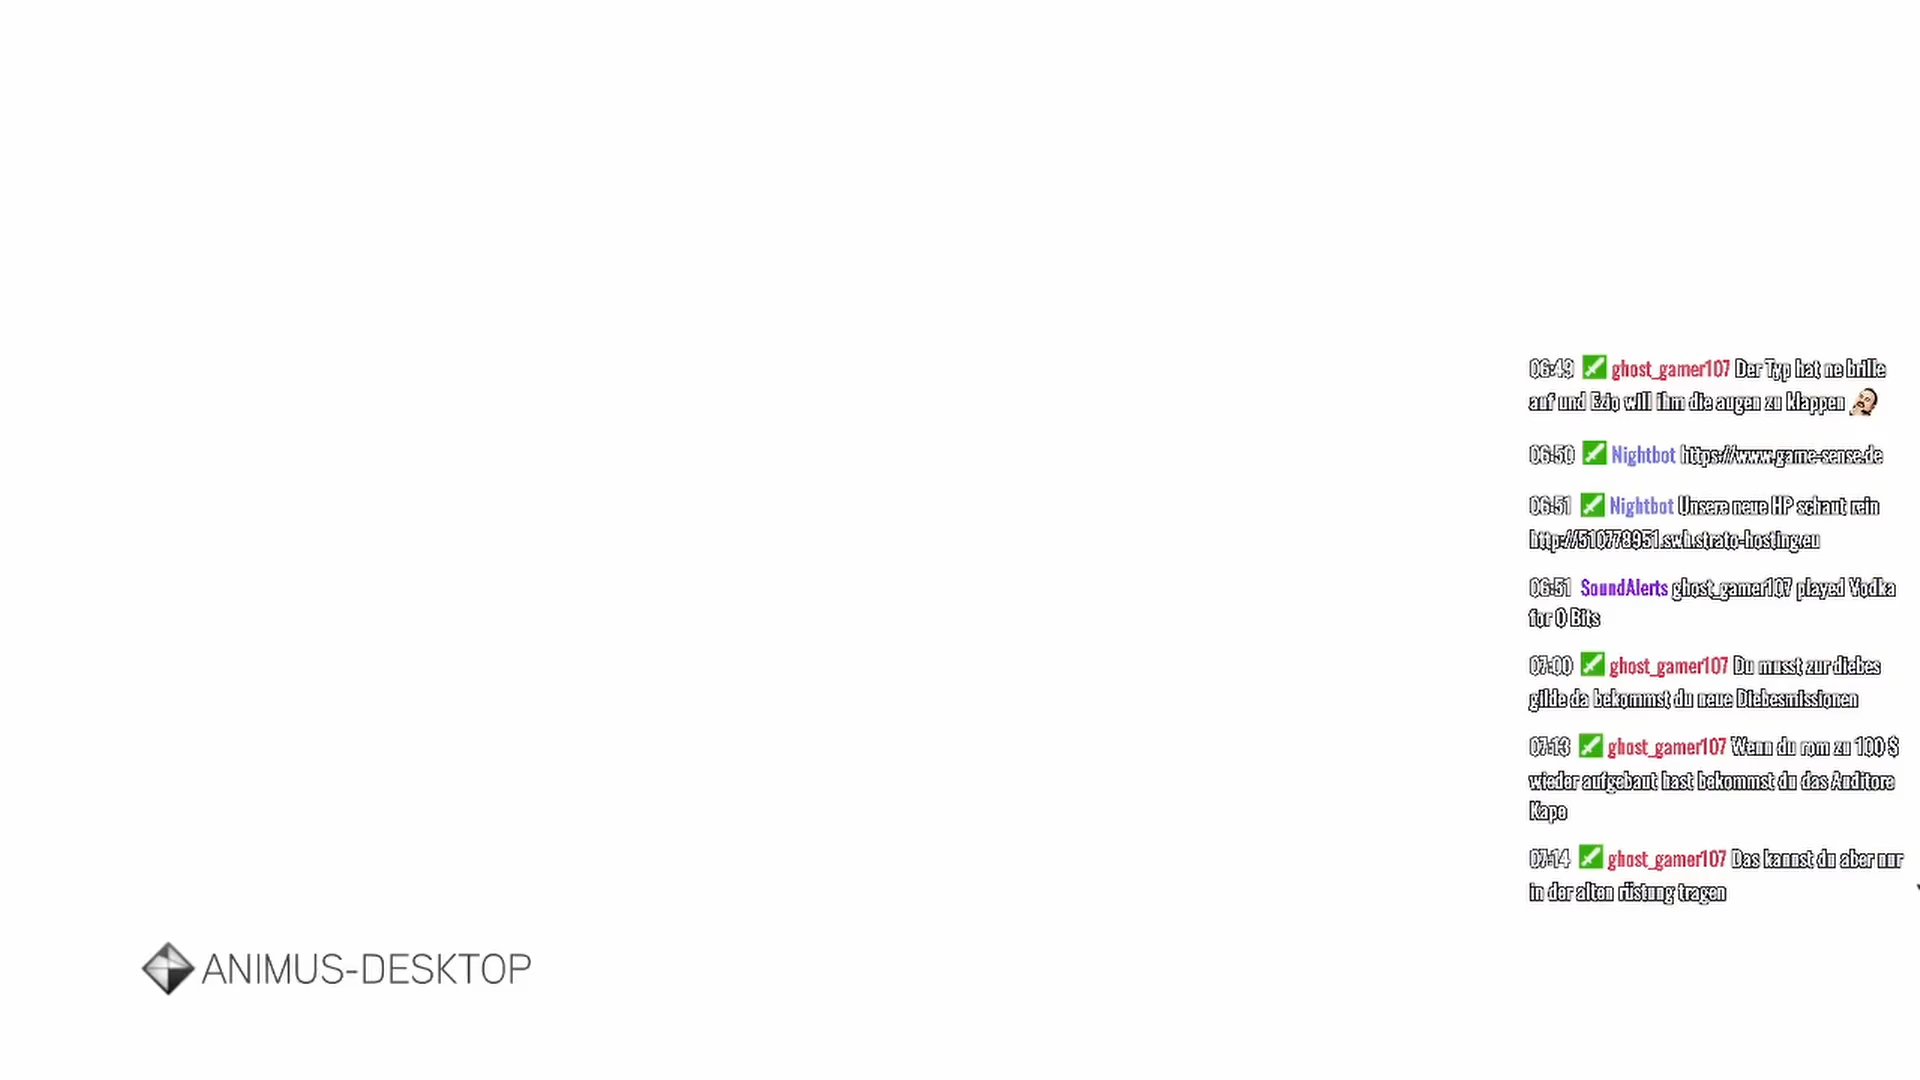 06:49 ghost_gamer107 Der Typ hat ne brille
auf und Ezio will ihm die augen zu klappen
06:50 Nightbot https://www.game-sense.de
06:51 Nightbot Unsere neue HP schaut rein
http://510778951.swh.strato-hosting.eu
06:51 SoundAlerts ghost_gamer107 played Vodka
for 0 Bits
07:00 ghost_gamer107 Du musst zur diebes
gilde da bekommst du neue Diebesmissionen
07:13 ghost_gamer107 Wenn du rom zu 100 $
wieder aufgebaut hast bekommst du das Auditore
Kape
07:14 ghost_gamer107 Das kannst du aber nur
in der alten rüstung tragen
ANIMUS-DESKTOP